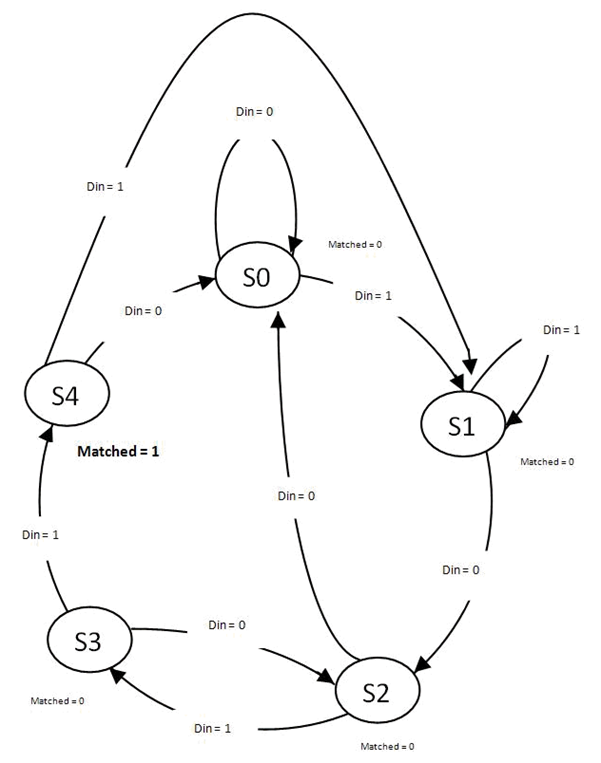 Din = 0
Din = 1
Matched = 0
S0
Din = 1
Din = 0
Din = 1
S4
S1
Matched = 1
Matched = 0
Din = 0
Din = 1
Din = 0
Din = 0
S3
S2
Matched = 0
Din = 1
Matched = 0